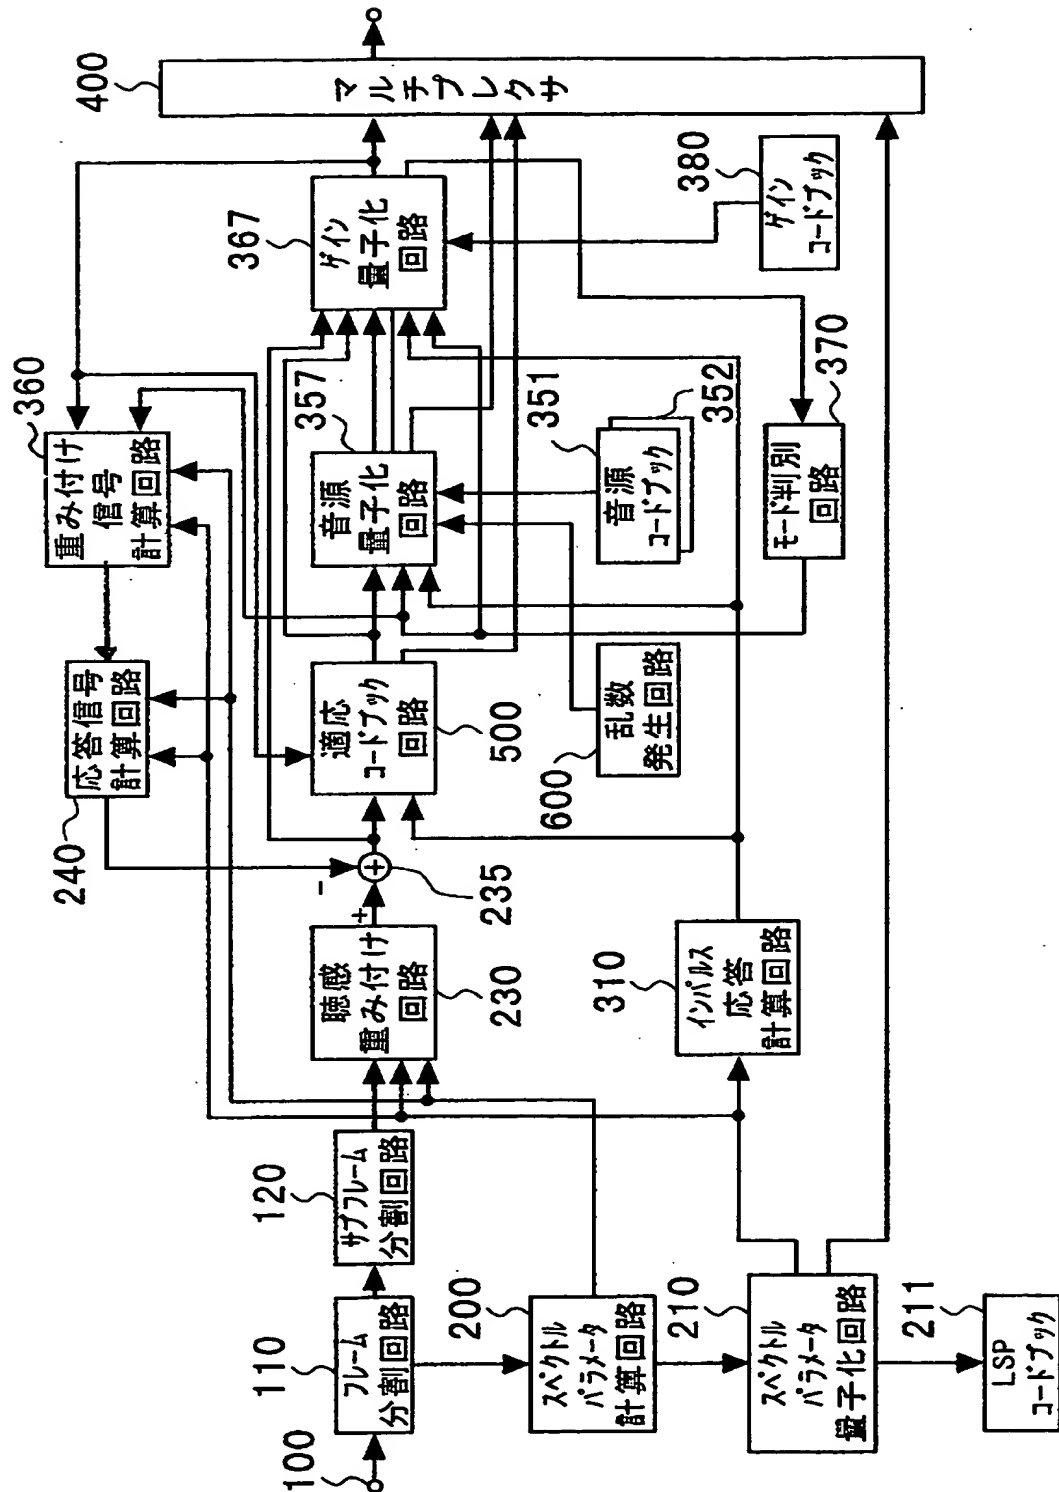 100
110
フレーム
分割回路
120
サブフレーム
分割回路
200
スペクトル
パラメータ
計算回路
210
スペクトル
パラメータ
量子化回路
211
LSP
コードブック
聴感
重み付け
回路
230
+
-
+
235
240
応答信号
計算回路
310
インパルス
応答
計算回路
適応
コードブック
回路
500
600
乱数
発生回路
360
重み付け
信号
計算回路
357
音源
量子化
回路
351
352
音源
コードブック
367
ゲイン
量子化
回路
370
モード判別
回路
380
ゲイン
コードブック
400
マルチプレクサ